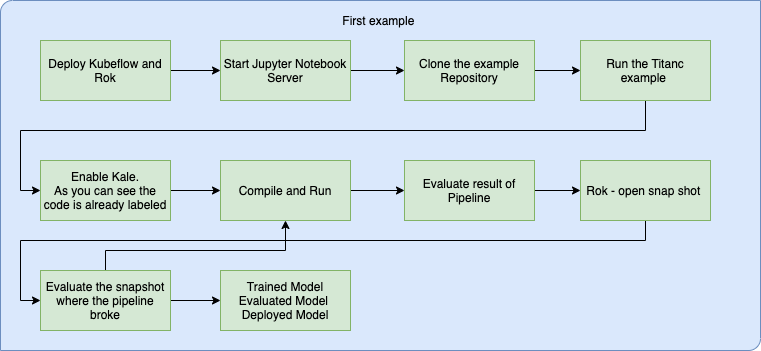 First example
Deploy Kubeflow and
Rok
Start Jupyter Notebook
Server
Clone the example
Repository
Run the Titanc
example
Enable Kale.
As you can see the
code is already labeled
Compile and Run
Evaluate result of
Pipeline
Rok - open snap shot
Evaluate the snapshot
where the pipeline
broke
Trained Model
Evaluated Model
Deployed Model